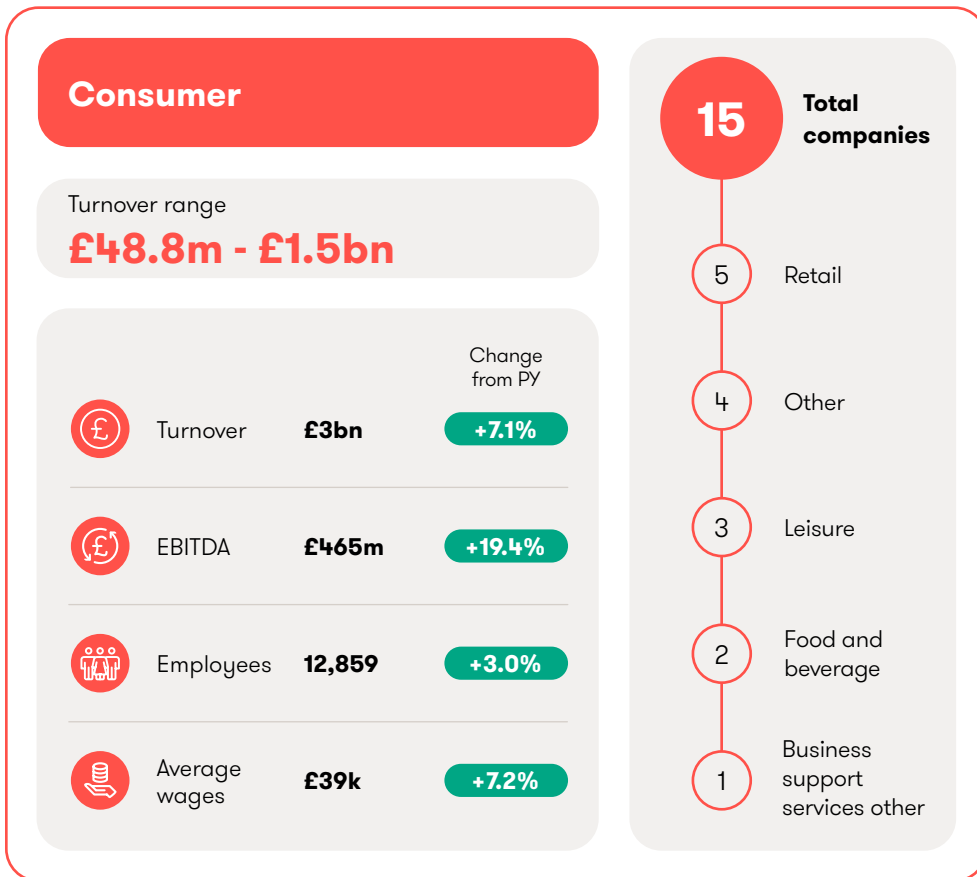 Consumer
Turnover range
£48.8m - £1.5bn
Change
from PY
Turnover £3bn +7.1%
EBITDA £465m +19.4%
Employees 12,859 +3.0%
Average
wages
£39k +7.2%
15
Total
companies
5 Retail
4 Other
3 Leisure
2
Food and
beverage
1
Business
support
services other